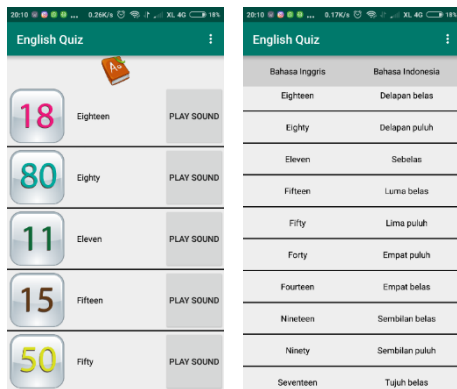 20:10 ... 0.26K/s XL 4G 18%
English Quiz
18 Eighteen PLAY SOUND
80 Eighty PLAY SOUND
11 Eleven PLAY SOUND
15 Fifteen PLAY SOUND
50 Fifty PLAY SOUND
20:10 ... 0.17K/s XL 4G 18%
English Quiz
Bahasa Inggris Bahasa Indonesia
Eighteen Delapan belas
Eighty Delapan puluh
Eleven Sebelas
Fifteen Luma belas
Fifty Lima puluh
Forty Empat puluh
Fourteen Empat belas
Nineteen Sembilan belas
Ninety Sembilan puluh
Seventeen Tujuh belas